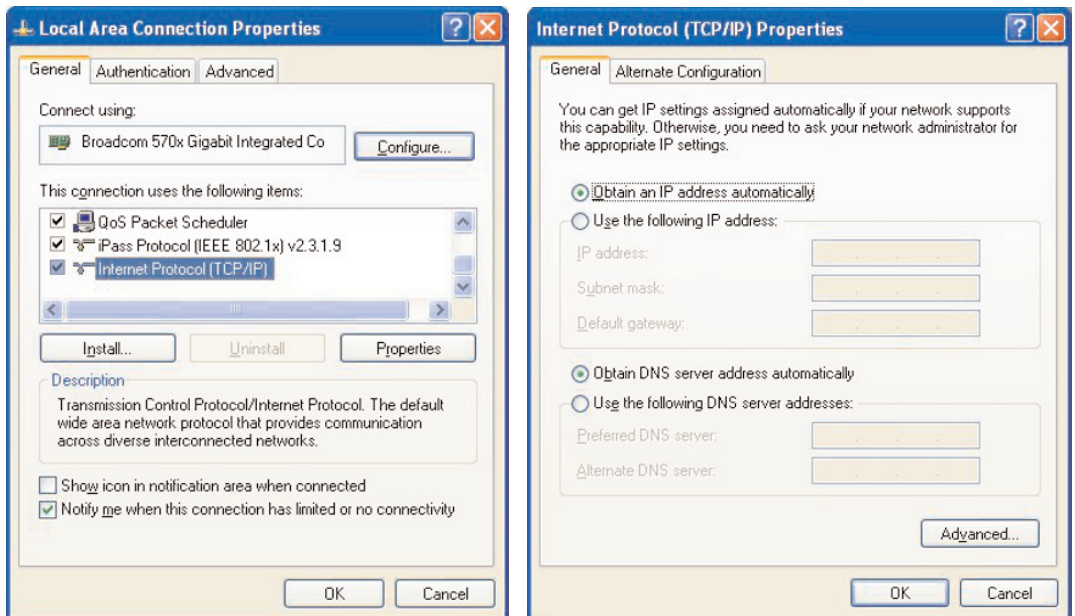 Local Area Connection Properties
General Authentication Advanced
Connect using:
Broadcom 570x Gigabit Integrated Co
Configure...
This connection uses the following items:
QoS Packet Scheduler
iPass Protocol (IEEE 802.1x) v2.3.1.9
Internet Protocol (TCP/IP)
Install... Uninstall Properties
Description
Transmission Control Protocol/Internet Protocol. The default
wide area network protocol that provides communication
across diverse interconnected networks.
Show icon in notification area when connected
Notify me when this connection has limited or no connectivity
OK Cancel
Internet Protocol (TCP/IP) Properties
General Alternate Configuration
You can get IP settings assigned automatically if your network supports
this capability. Otherwise, you need to ask your network administrator for
the appropriate IP settings.
Obtain an IP address automatically
Use the following IP address:
IP address:
Subnet mask:
Default gateway:
Obtain DNS server address automatically
Use the following DNS server addresses:
Preferred DNS server:
Alternate DNS server:
Advanced...
OK Cancel